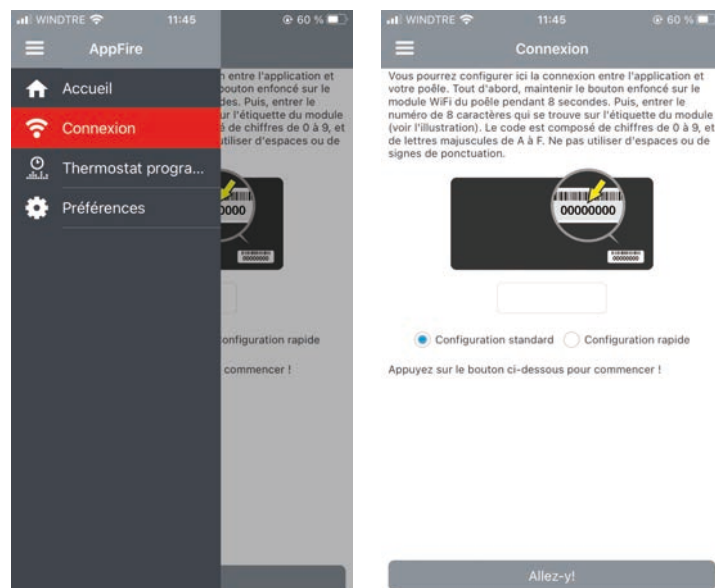 WINDTRE 11:45 60 %
AppFire
Accueil
Connexion
Thermostat progra...
Préférences
n entre l'application et
bouton enfoncé sur le
des. Puis, entrer le
ur l'étiquette du module
é de chiffres de 0 à 9, et
utiliser d'espaces ou de
0000
00000000
onfiguration rapide
commencer !
WINDTRE 11:45 60 %
Connexion
Vous pourrez configurer ici la connexion entre l'application et
votre poêle. Tout d'abord, maintenir le bouton enfoncé sur le
module WiFi du poêle pendant 8 secondes. Puis, entrer le
numéro de 8 caractères qui se trouve sur l'étiquette du module
(voir l'illustration). Le code est composé de chiffres de 0 à 9, et
de lettres majuscules de A à F. Ne pas utiliser d'espaces ou de
signes de ponctuation.
00000000
00000000
Configuration standard Configuration rapide
Appuyez sur le bouton ci-dessous pour commencer !
Allez-y!